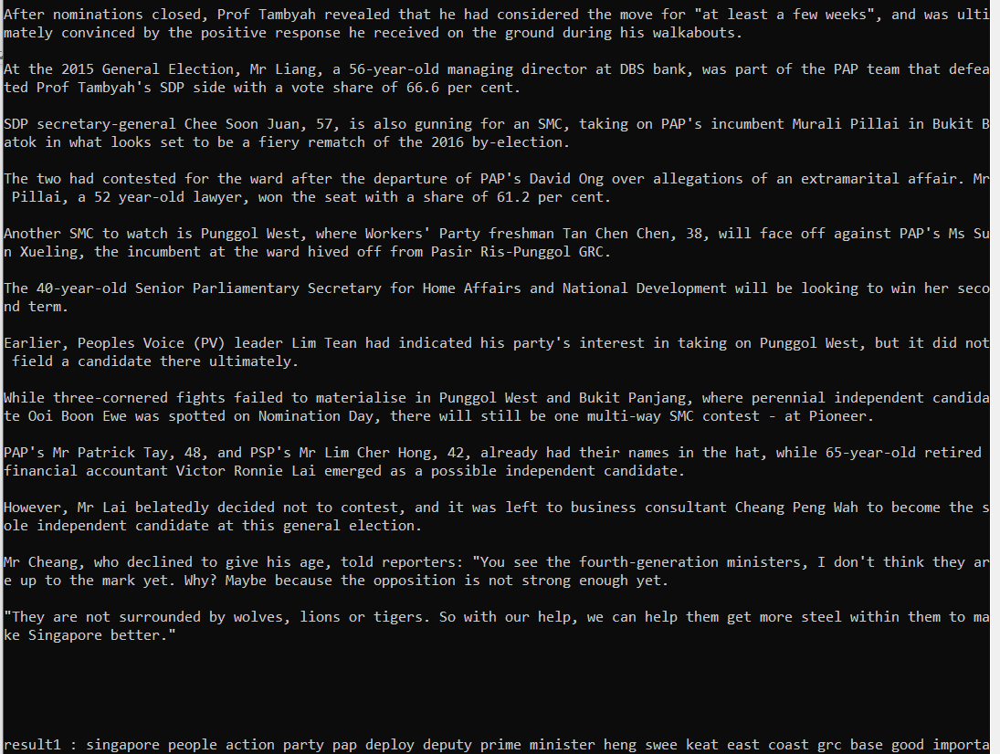 After nominations closed, Prof Tambyah revealed that he had considered the move for "at least a few weeks", and was ulti
mately convinced by the positive response he received on the ground during his walkabouts.
At the 2015 General Election, Mr Liang, a 56-year-old managing director at DBS bank, was part of the PAP team that defea
ted Prof Tambyah's SDP side with a vote share of 66.6 per cent.
SDP secretary-general Chee Soon Juan, 57, is also gunning for an SMC, taking on PAP's incumbent Murali Pillai in Bukit B
atok in what looks set to be a fiery rematch of the 2016 by-election.
The two had contested for the ward after the departure of PAP's David Ong over allegations of an extramarital affair. Mr
 Pillai, a 52 year-old lawyer, won the seat with a share of 61.2 per cent.
Another SMC to watch is Punggol West, where Workers' Party freshman Tan Chen Chen, 38, will face off against PAP's Ms Su
n Xueling, the incumbent at the ward hived off from Pasir Ris-Punggol GRC.
The 40-year-old Senior Parliamentary Secretary for Home Affairs and National Development will be looking to win her seco
nd term.
Earlier, Peoples Voice (PV) leader Lim Tean had indicated his party's interest in taking on Punggol West, but it did not
 field a candidate there ultimately.
While three-cornered fights failed to materialise in Punggol West and Bukit Panjang, where perennial independent candida
te Ooi Boon Ewe was spotted on Nomination Day, there will still be one multi-way SMC contest - at Pioneer.
PAP's Mr Patrick Tay, 48, and PSP's Mr Lim Cher Hong, 42, already had their names in the hat, while 65-year-old retired
financial accountant Victor Ronnie Lai emerged as a possible independent candidate.
However, Mr Lai belatedly decided not to contest, and it was left to business consultant Cheang Peng Wah to become the s
ole independent candidate at this general election.
Mr Cheang, who declined to give his age, told reporters: "You see the fourth-generation ministers, I don't think they ar
e up to the mark yet. Why? Maybe because the opposition is not strong enough yet.
"They are not surrounded by wolves, lions or tigers. So with our help, we can help them get more steel within them to ma
ke Singapore better."
result1 : singapore people action party pap deploy deputy prime minister heng swee keat east coast grc base good importa